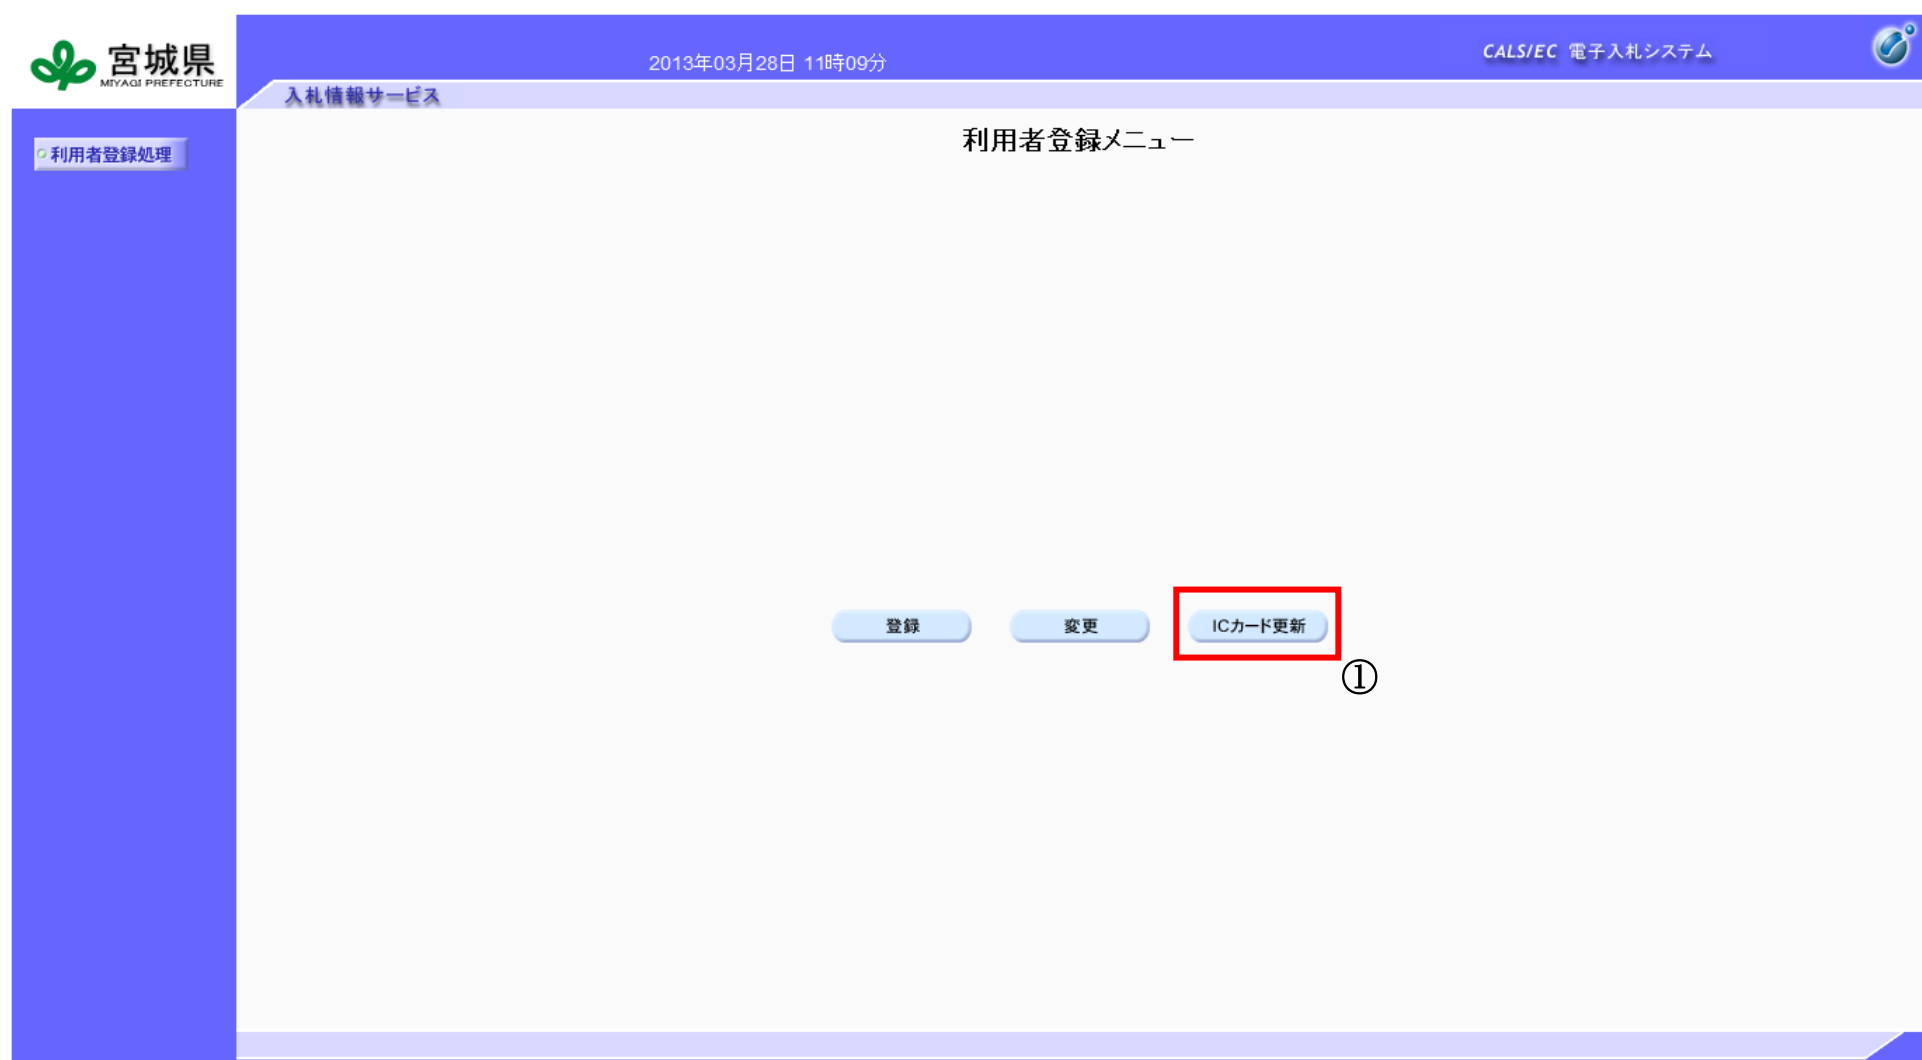 宮城県
MIYAGI PREFECTURE
2013年03月28日 11時09分
CALS/EC 電子入札システム
入札情報サービス
利用者登録処理
利用者登録メニュー
登録
変更
ICカード更新
①